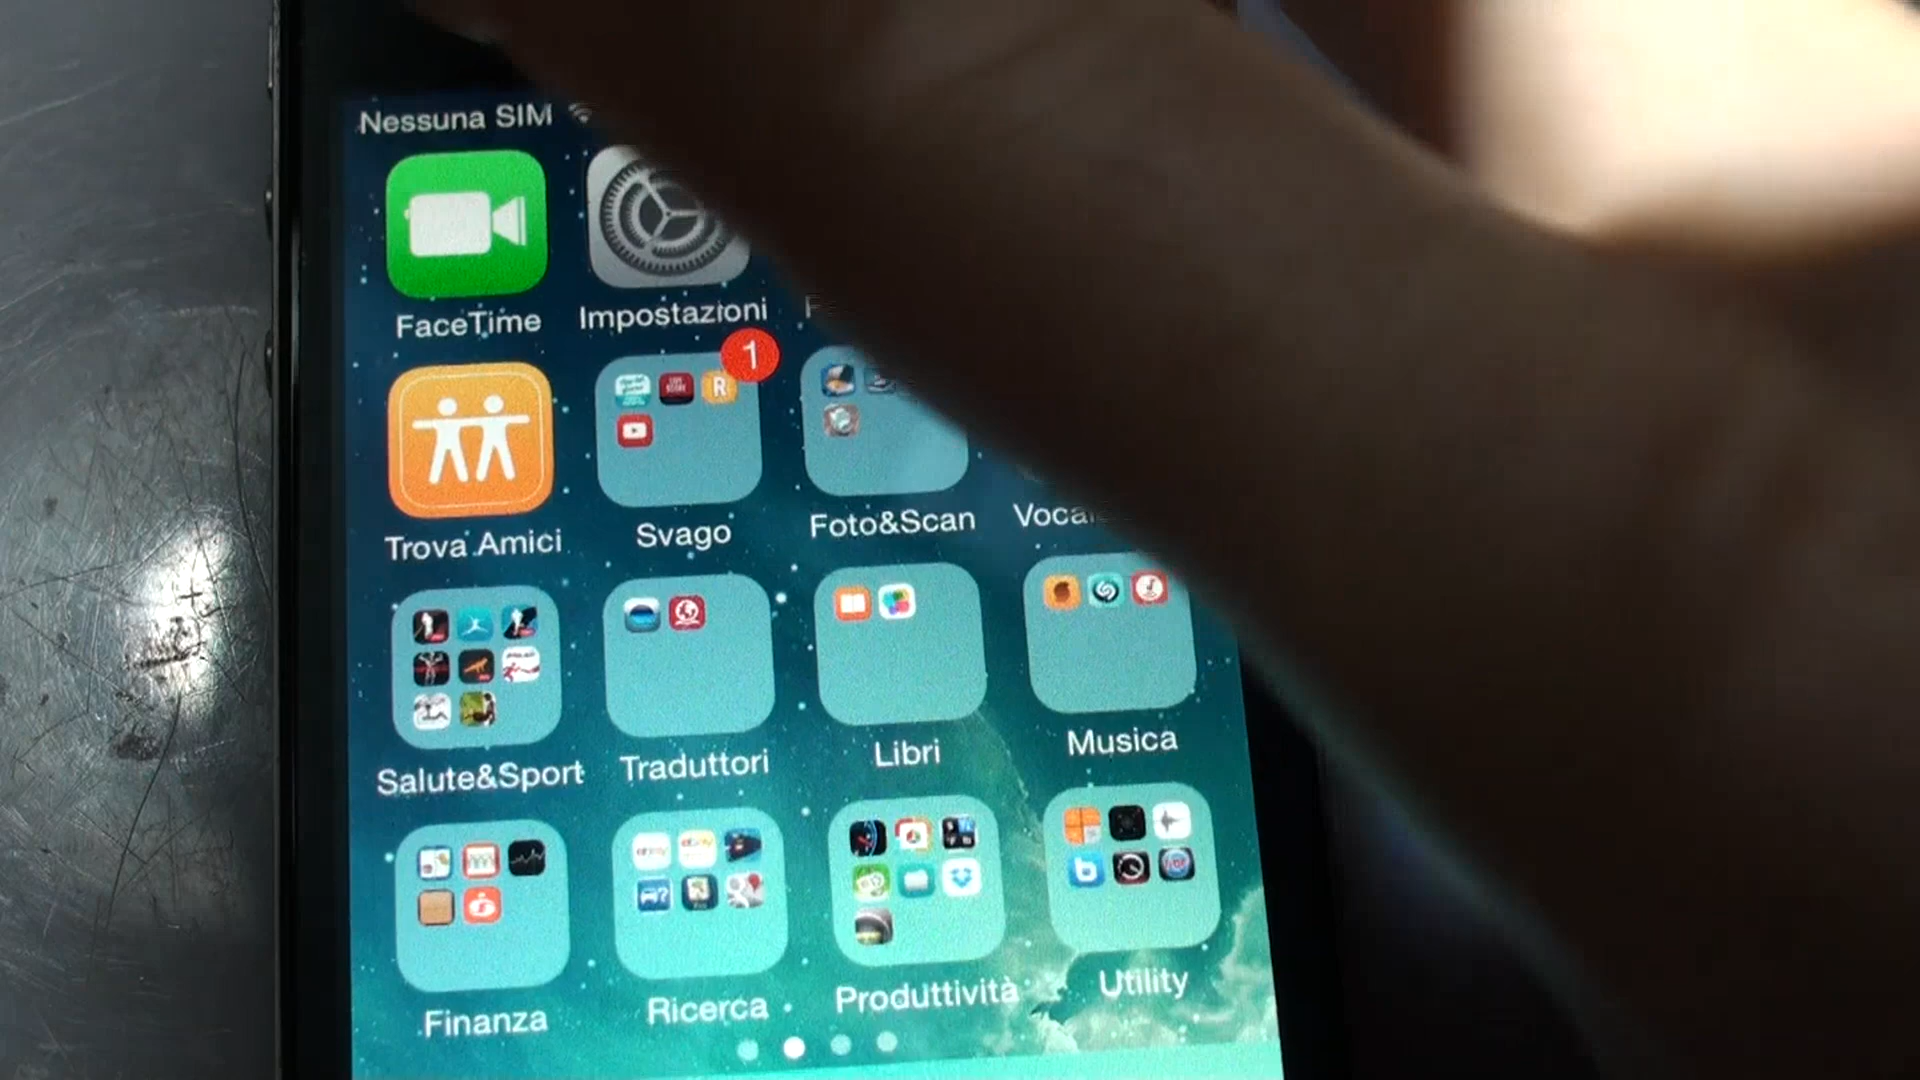 Nessuna SIM
FaceTime
Impostazioni
1
R
Trova Amici
Svago
Foto&Scan
Salute&Sport
Traduttori
Libri
Musica
Finanza
Ricerca
Produttività
Utility